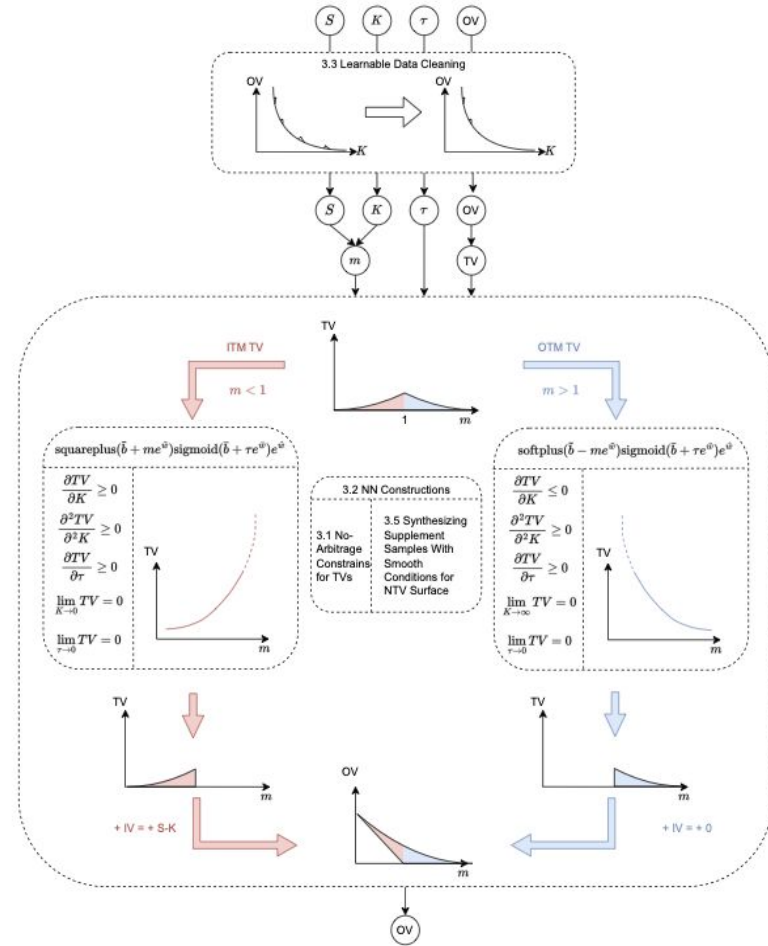 S K τ OV
3.3 Learnable Data Cleaning
OV OV
K K
S K τ OV
m TV
TV
ITM TV
OTM TV
m < 1
m > 1
1 m
squareplus(b̃ + me^ŵ)sigmoid(b̄ + τe^w̄)e^ẃ
softplus(b̃ − me^ŵ)sigmoid(b̄ + τe^w̄)e^ẃ
∂TV/∂K ≥ 0
∂²TV/∂²K ≥ 0
∂TV/∂τ ≥ 0
lim K→0 TV = 0
lim τ→0 TV = 0
TV
m
3.2 NN Constructions
3.1 No-
Arbitrage
Constrains
for TVs
3.5 Synthesizing
Supplement
Samples With
Smooth
Conditions for
NTV Surface
∂TV/∂K ≤ 0
∂²TV/∂²K ≥ 0
∂TV/∂τ ≥ 0
lim K→∞ TV = 0
lim τ→0 TV = 0
TV
m
TV
m
TV
m
OV
m
+ IV = + S-K
+ IV = + 0
OV